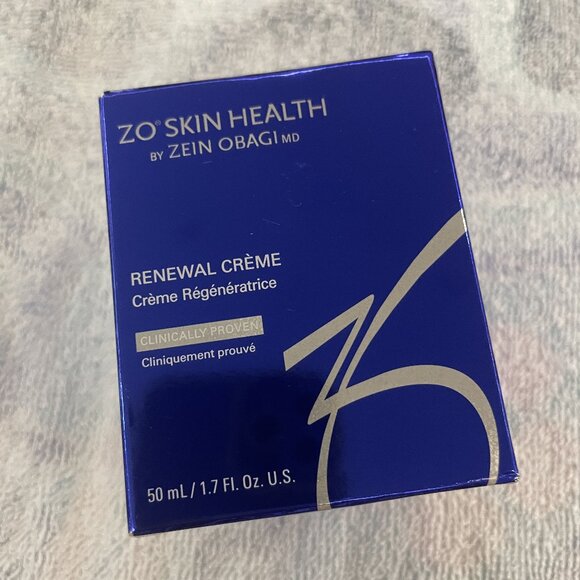 ZO® SKIN HEALTH
BY ZEIN OBAGI MD
RENEWAL CRÈME
Crème Régénératrice
CLINICALLY PROVEN
Cliniquement prouvé
50 mL / 1.7 Fl. Oz. U.S.